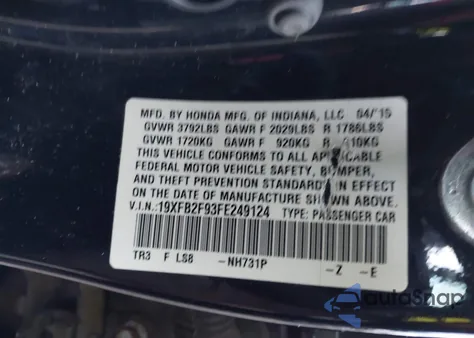 MFD. BY HONDA MFG. OF INDIANA, LLC 04/15
GVWR 3792LBS GAWR F 2029LBS R 1786LBS
GVWR 1720KG GAWR F 920KG R 810KG
THIS VEHICLE CONFORMS TO ALL APPLICABLE
FEDERAL MOTOR VEHICLE SAFETY, BUMPER,
AND THEFT PREVENTION STANDARDS IN EFFECT
ON THE DATE OF MANUFACTURE SHOWN ABOVE.
V.I.N.:19XFB2F93FE249124 TYPE: PASSENGER CAR
TR3 F LS8 -NH731P -Z -E
AutoSnap